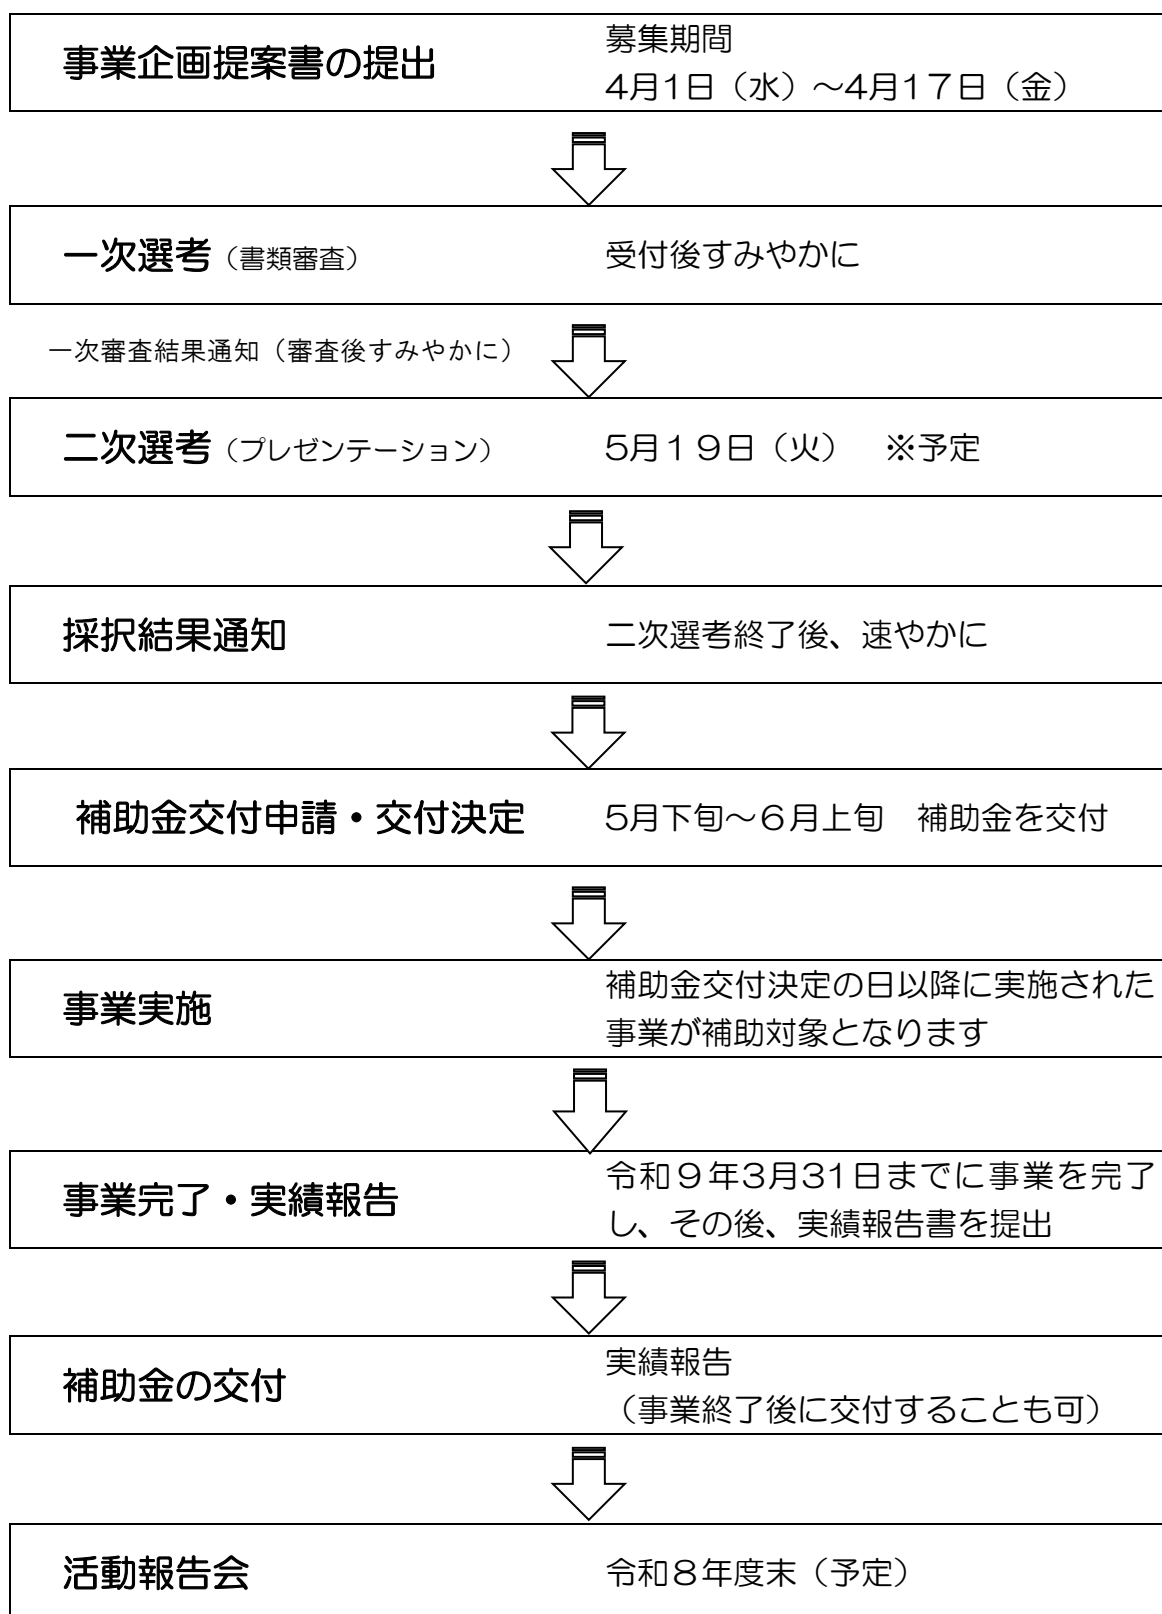 事業企画提案書の提出
募集期間
4月1日（水）～4月１７日（金）
一次選考（書類審査）
受付後すみやかに
一次審査結果通知（審査後すみやかに）
二次選考（プレゼンテーション）
5月１９日（火）　※予定
採択結果通知
二次選考終了後、速やかに
補助金交付申請・交付決定
5月下旬～６月上旬　補助金を交付
事業実施
補助金交付決定の日以降に実施された
事業が補助対象となります
事業完了・実績報告
令和９年3月31日までに事業を完了
し、その後、実績報告書を提出
補助金の交付
実績報告
（事業終了後に交付することも可）
活動報告会
令和８年度末（予定）